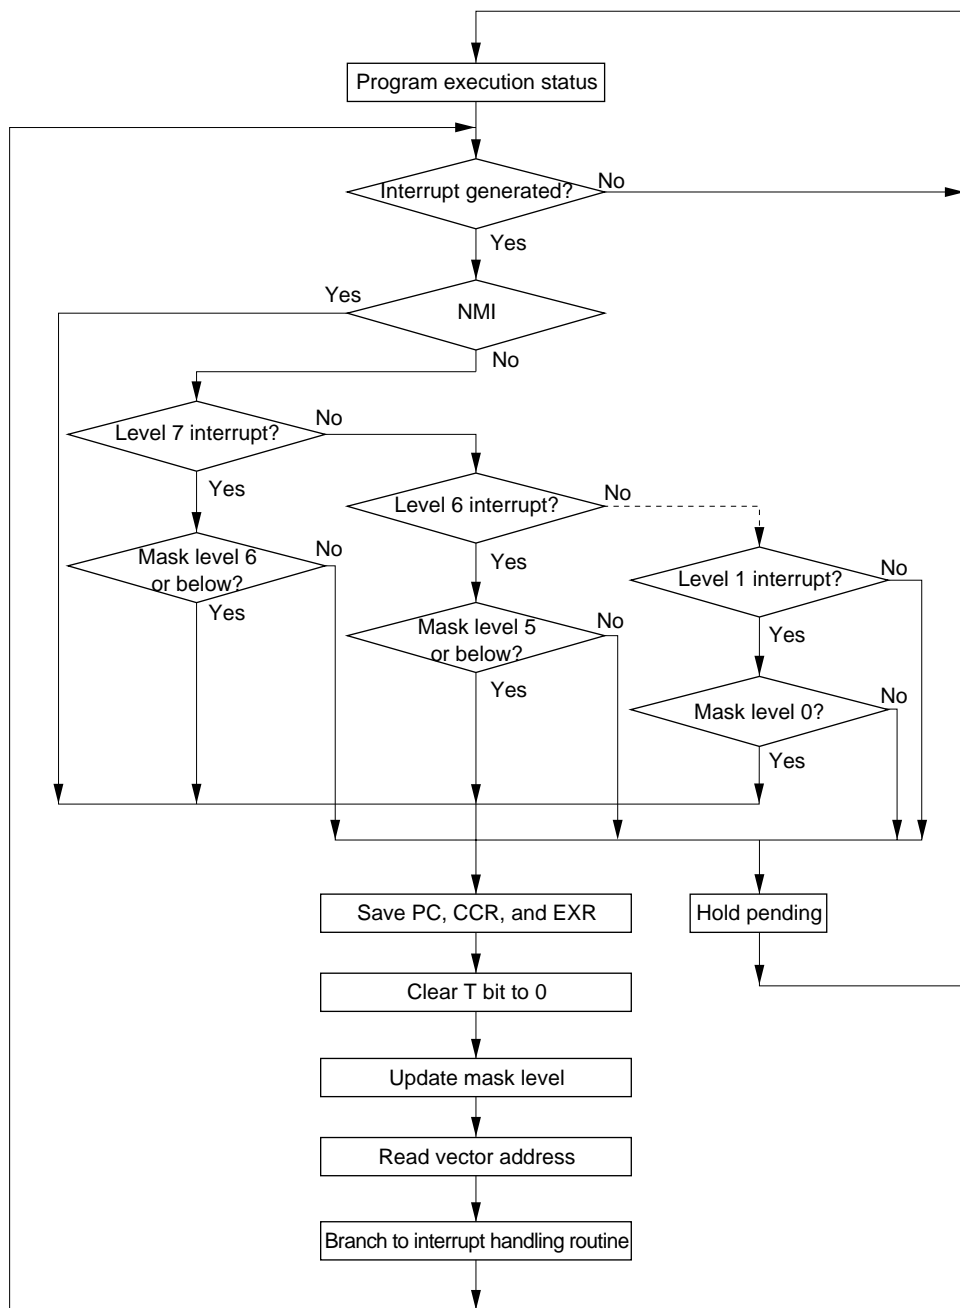 Program execution status
Interrupt generated?
No
Yes
Yes
NMI
No
Level 7 interrupt?
No
Yes
Level 6 interrupt?
No
Mask level 6
or below?
No
Yes
Yes
Level 1 interrupt?
No
Mask level 5
or below?
No
Yes
Yes
Mask level 0?
No
Yes
Save PC, CCR, and EXR
Hold pending
Clear T bit to 0
Update mask level
Read vector address
Branch to interrupt handling routine